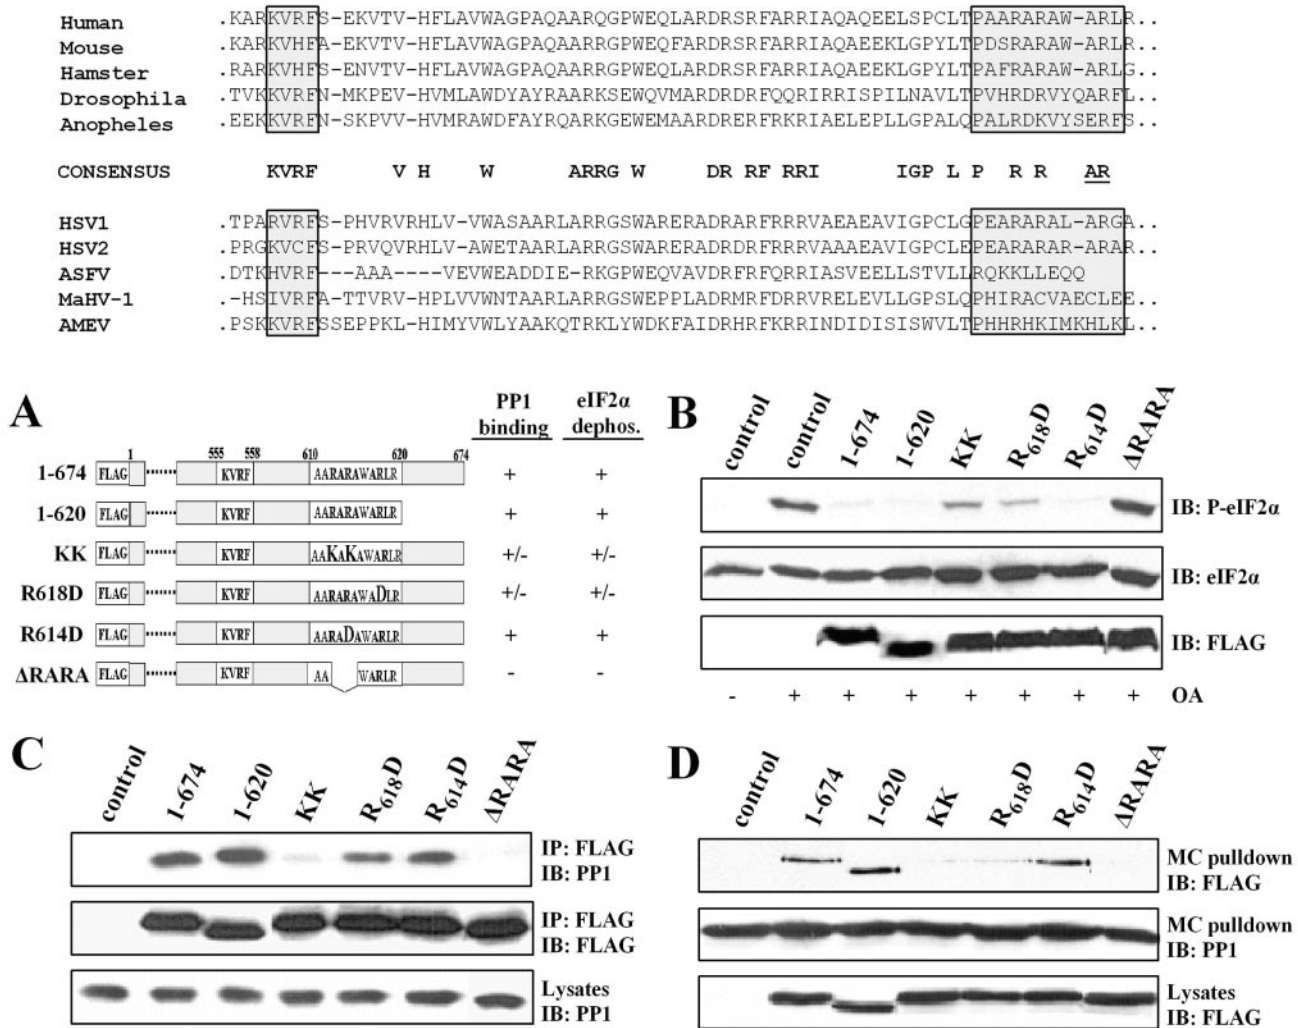 Human .KARKVRFS-EKVTV-HFLAVWAGPAQAARQGPWEQLARDRSRFARRIAQAQEELSPCLTPAARARAW-ARLR..
Mouse .KARKVHFA-EKVTV-HFLAVWAGPAQAARRGPWEQFARDRSRFARRIAQAEEKLGPYLTPDSRARAW-ARLR..
Hamster .RARKVHFS-ENVTV-HFLAVWAGPAQAARRGPWEQLARDRSRFARRIAQAEEKLGPYLTPAFRARAW-ARLG..
Drosophila .TVKKVRFN-MKPEV-HVMLAWDYAYRAARKSEWQVMARDRDRFQQRIRRISPILNAVLTPVHRDRVYQARFL..
Anopheles .EEKKVRFN-SKPVV-HVMRAWDFAYRQARKGEWEMAARDRERFKRRIAELEPLLGPALQPALRDKVYSERFS..
CONSENSUS KVRF V H W ARRG W DR RF RRI IGP L P R R AR
HSV1 .TPARVRFS-PHVRVRHLV-VWASAARLARRGSWARERADRARFRRRVAEAEAVIGPCLGPEARARAL-ARGA..
HSV2 .PRGKVCFS-PRVQVRHLV-AWETAARLARRGSWARERADRDRFRRRVAAAEAVIGPCLEPEARARAR-ARAR..
ASFV .DTKHVRF---AAA----VEVWEADDIE-RKGPWEQVAVDRFRFQRRIASVEELLSTVLLRQKKLLEQQ
MaHV-1 .-HSIVRFA-TTVRV-HPLVVWNTAARLARRGSWEPPLADRMRFDRRVRELEVLLGPSLQPHIRACVAECLEE..
AMEV .PSKKVRFSSEPPKL-HIMYVWLYAAKQTRKLYWDKFAIDRHRFKRRINDIDISISWVLTPHHRHKIMKHLKL..
A
PP1 binding eIF2α dephos.
1 555 558 610 620 674
1-674 FLAG KVRF AARARAWARLR + +
1-620 FLAG KVRF AARARAWARLR + +
KK FLAG KVRF AAKAKAWARLR +/- +/-
R618D FLAG KVRF AARARAWADLR +/- +/-
R614D FLAG KVRF AARADAWARLR + +
ΔRARA FLAG KVRF AA WARLR - -
B
control control 1-674 1-620 KK R618D R614D ΔRARA
IB: P-eIF2α
IB: eIF2α
IB: FLAG
- + + + + + + + OA
C
control 1-674 1-620 KK R618D R614D ΔRARA
IP: FLAG
IB: PP1
IP: FLAG
IB: FLAG
Lysates
IB: PP1
D
control 1-674 1-620 KK R618D R614D ΔRARA
MC pulldown
IB: FLAG
MC pulldown
IB: PP1
Lysates
IB: FLAG